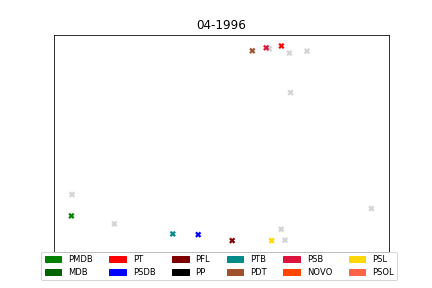 04-1996
PMDB PT PFL PTB PSB PSL
MDB PSDB PP PDT NOVO PSOL